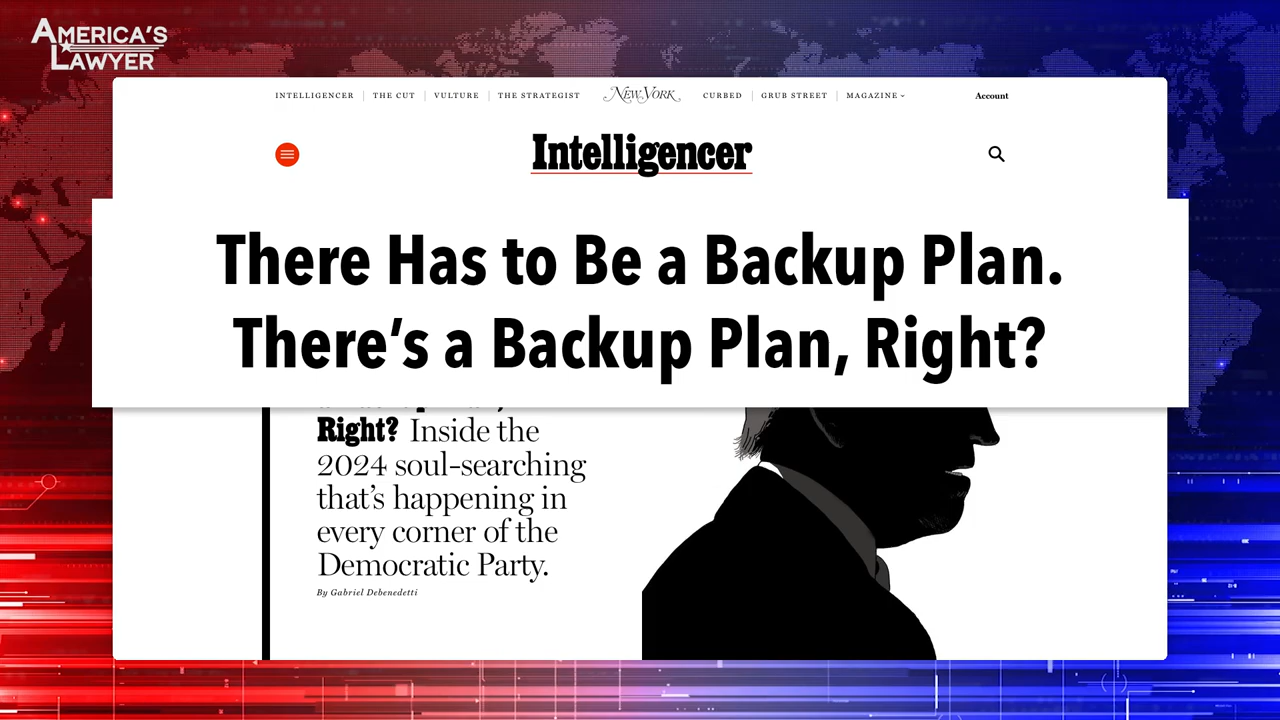 AMERICA'S
LAWYER
INTELLIGENCER THE CUT VULTURE THE STRATEGIST NEW YORK CURBED GRUB STREET MAGAZINE Account
Intelligencer
There Has to Be a Backup Plan.
There's a Backup Plan, Right?
Right? Inside the
2024 soul-searching
that's happening in
every corner of the
Democratic Party.
By Gabriel Debenedetti